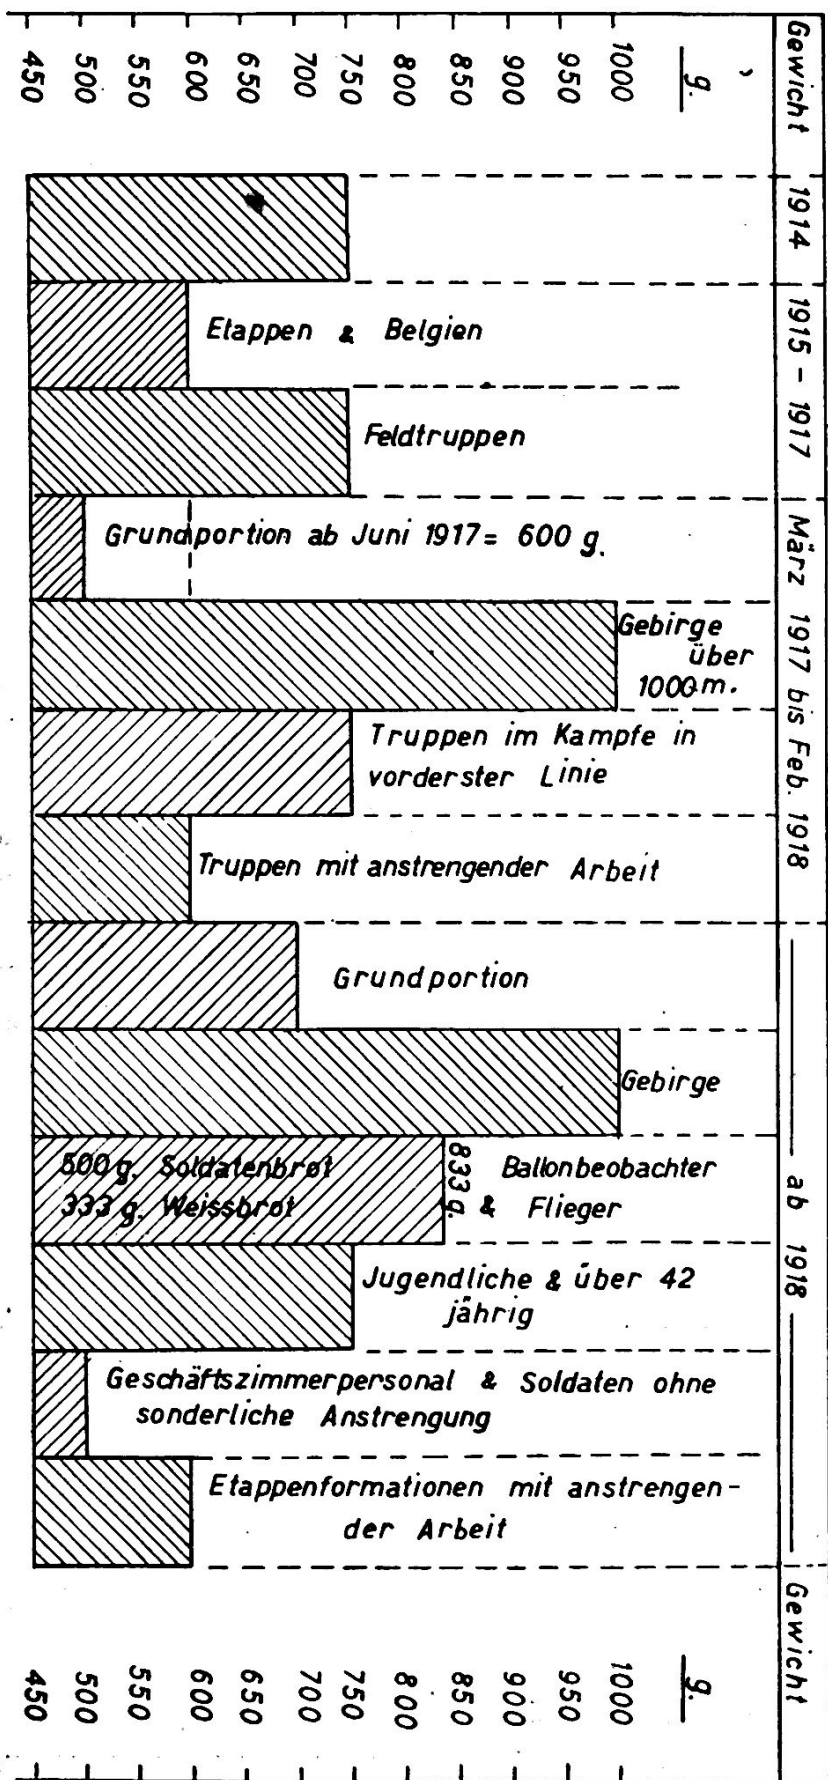 450
500
550
600
650
700
750
800
850
900
950
1000
g.
Gewicht
1914
1915 - 1917
Etappen & Belgien
Feldtruppen
März 1917 bis Feb. 1918
Grundportion ab Juni 1917 = 600 g.
Gebirge
über
1000 m.
Truppen im Kampfe in
vorderster Linie
Truppen mit anstrengender Arbeit
ab 1918
Grundportion
Gebirge
500 g. Soldatenbrot
333 g. Weissbrot
833 g.
Ballonbeobachter
& Flieger
Jugendliche & über 42
jährig
Geschäftszimmerpersonal & Soldaten ohne
sonderliche Anstrengung
Etappenformationen mit anstrengen-
der Arbeit
450
500
550
600
650
700
750
800
850
900
950
1000
g.
Gewicht